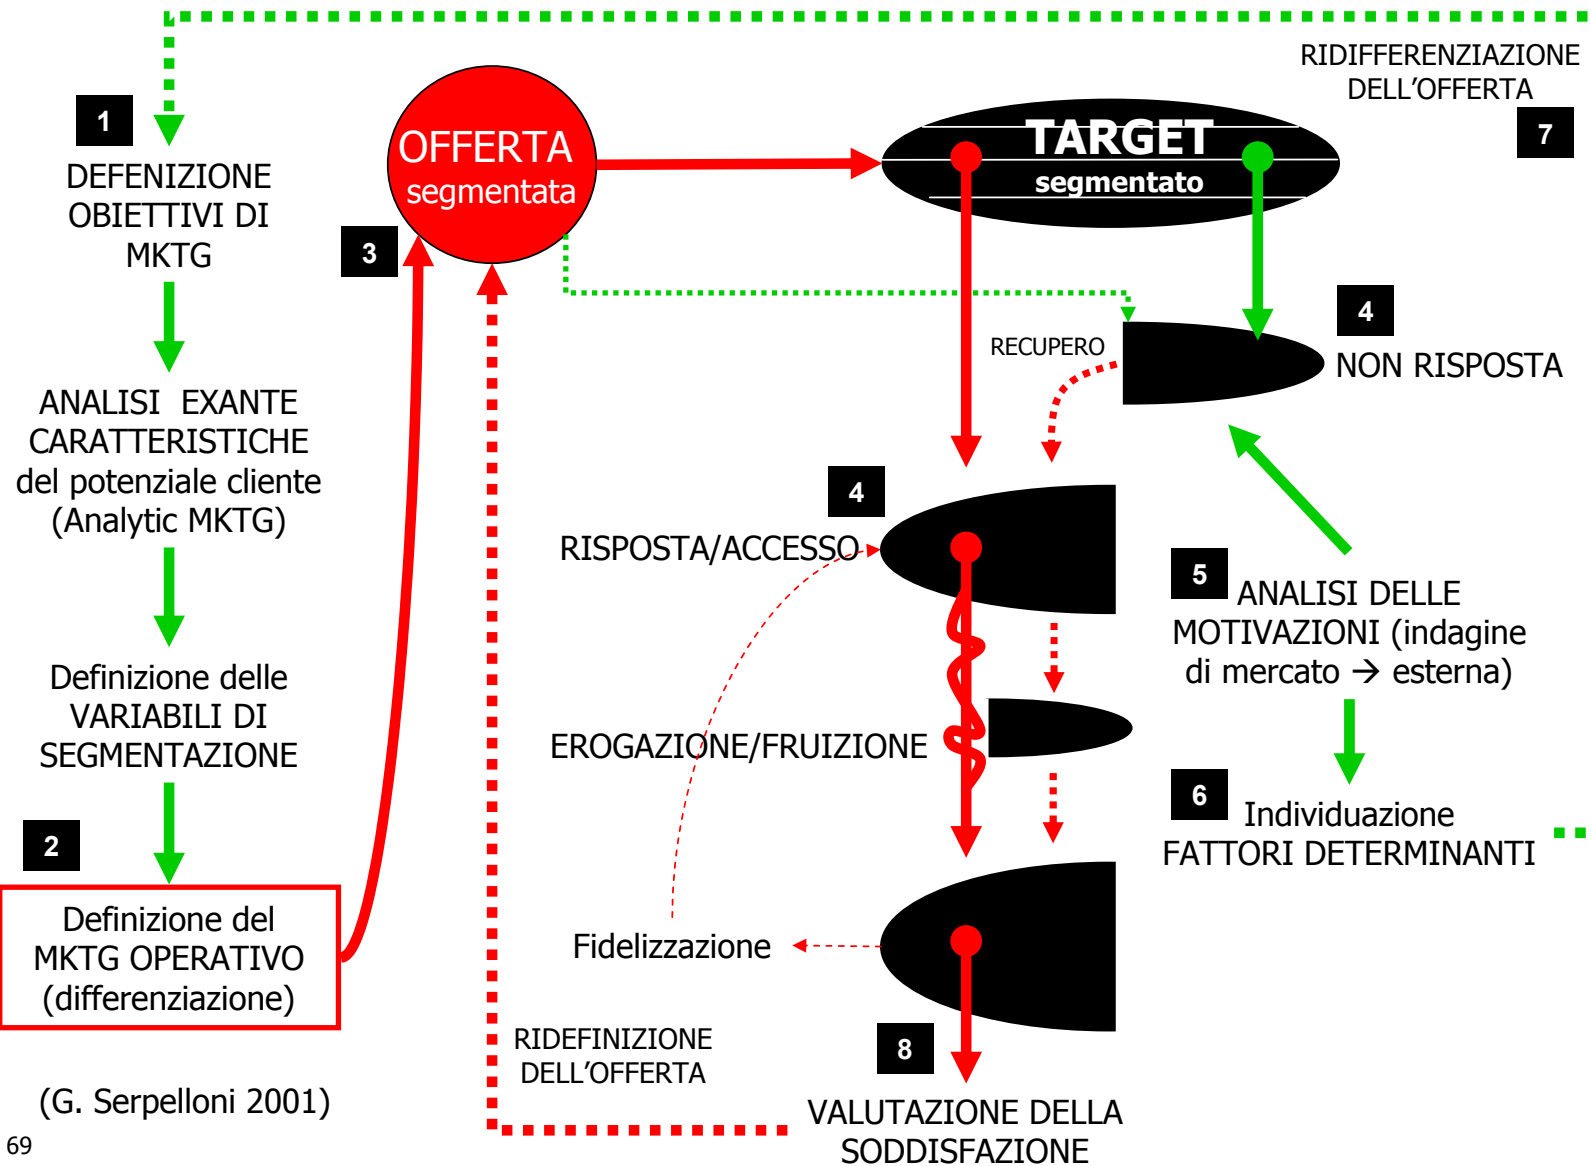 RIDIFFERENZIAZIONE
DELL’OFFERTA
7
1
DEFENIZIONE
OBIETTIVI DI
MKTG
OFFERTA
segmentata
TARGET
segmentato
3
4
NON RISPOSTA
RECUPERO
ANALISI EXANTE
CARATTERISTICHE
del potenziale cliente
(Analytic MKTG)
4
RISPOSTA/ACCESSO
5
ANALISI DELLE
MOTIVAZIONI (indagine
di mercato → esterna)
Definizione delle
VARIABILI DI
SEGMENTAZIONE
EROGAZIONE/FRUIZIONE
6
Individuazione
FATTORI DETERMINANTI
2
Definizione del
MKTG OPERATIVO
(differenziazione)
Fidelizzazione
RIDEFINIZIONE
DELL’OFFERTA
8
VALUTAZIONE DELLA
SODDISFAZIONE
(G. Serpelloni 2001)
69